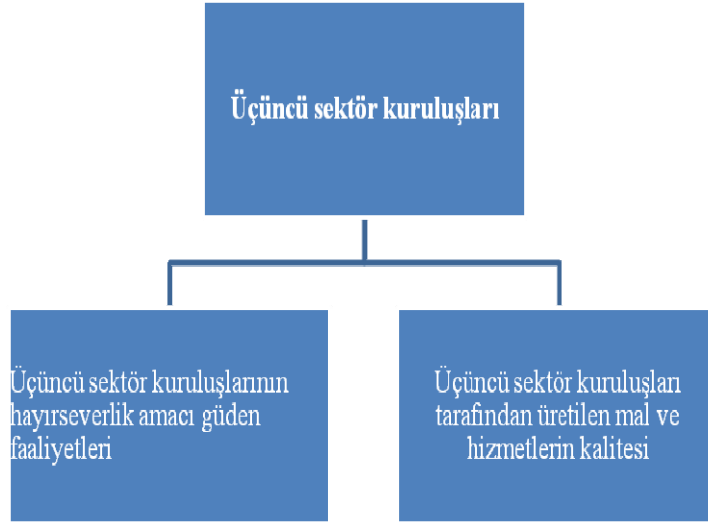 Üçüncü sektör kuruluşları
Üçüncü sektör kuruluşlarının
hayırseverlik amacı güden
faaliyetleri
Üçüncü sektör kuruluşları
tarafından üretilen mal ve
hizmetlerin kalitesi